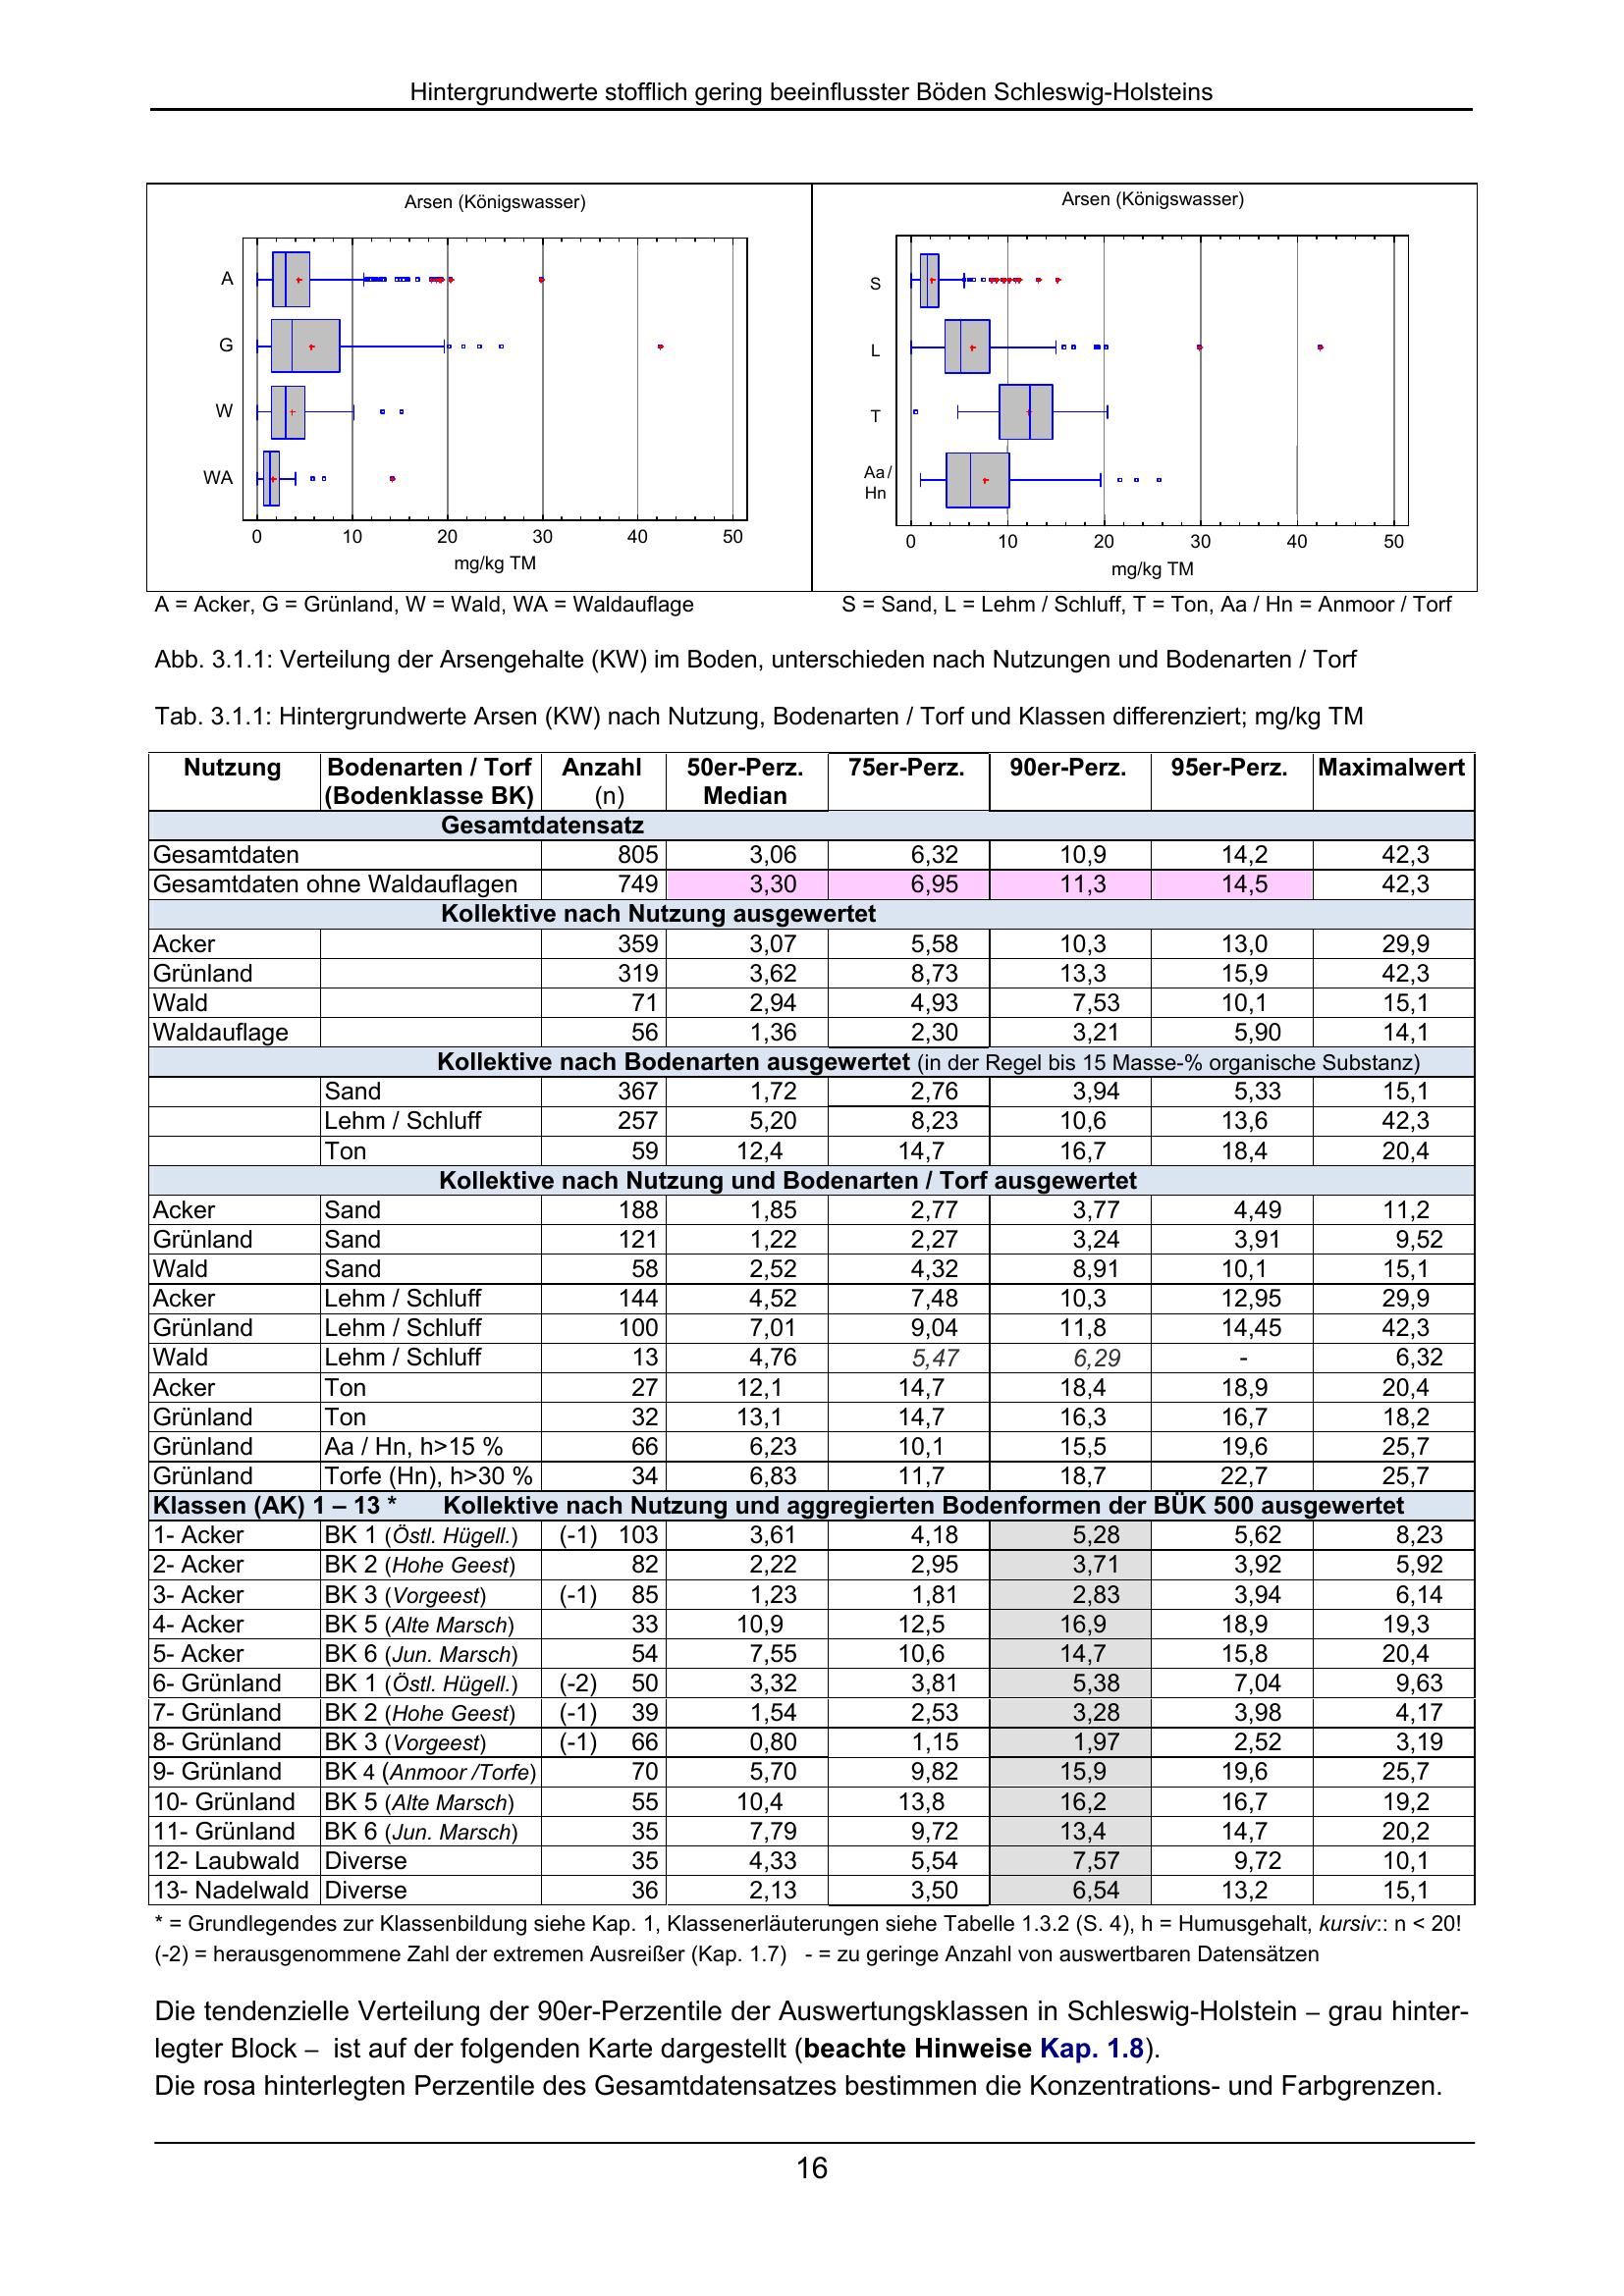 Hintergrundwerte stofflich gering beeinflusster Böden Schleswig-Holsteins
Arsen (Königswasser)
A
G
W
WA
0 10 20 30 40 50
mg/kg TM
Arsen (Königswasser)
S
L
T
Aa /
Hn
0 10 20 30 40 50
mg/kg TM
A = Acker, G = Grünland, W = Wald, WA = Waldauflage
S = Sand, L = Lehm / Schluff, T = Ton, Aa / Hn = Anmoor / Torf
Abb. 3.1.1: Verteilung der Arsengehalte (KW) im Boden, unterschieden nach Nutzungen und Bodenarten / Torf
Tab. 3.1.1: Hintergrundwerte Arsen (KW) nach Nutzung, Bodenarten / Torf und Klassen differenziert; mg/kg TM
Nutzung Bodenarten / Torf Anzahl 50er-Perz. 75er-Perz. 90er-Perz. 95er-Perz. Maximalwert
(Bodenklasse BK) (n) Median
Gesamtdatensatz
Gesamtdaten 805 3,06 6,32 10,9 14,2 42,3
Gesamtdaten ohne Waldauflagen 749 3,30 6,95 11,3 14,5 42,3
Kollektive nach Nutzung ausgewertet
Acker 359 3,07 5,58 10,3 13,0 29,9
Grünland 319 3,62 8,73 13,3 15,9 42,3
Wald 71 2,94 4,93 7,53 10,1 15,1
Waldauflage 56 1,36 2,30 3,21 5,90 14,1
Kollektive nach Bodenarten ausgewertet (in der Regel bis 15 Masse-% organische Substanz)
Sand 367 1,72 2,76 3,94 5,33 15,1
Lehm / Schluff 257 5,20 8,23 10,6 13,6 42,3
Ton 59 12,4 14,7 16,7 18,4 20,4
Kollektive nach Nutzung und Bodenarten / Torf ausgewertet
Acker Sand 188 1,85 2,77 3,77 4,49 11,2
Grünland Sand 121 1,22 2,27 3,24 3,91 9,52
Wald Sand 58 2,52 4,32 8,91 10,1 15,1
Acker Lehm / Schluff 144 4,52 7,48 10,3 12,95 29,9
Grünland Lehm / Schluff 100 7,01 9,04 11,8 14,45 42,3
Wald Lehm / Schluff 13 4,76 5,47 6,29 - 6,32
Acker Ton 27 12,1 14,7 18,4 18,9 20,4
Grünland Ton 32 13,1 14,7 16,3 16,7 18,2
Grünland Aa / Hn, h>15 % 66 6,23 10,1 15,5 19,6 25,7
Grünland Torfe (Hn), h>30 % 34 6,83 11,7 18,7 22,7 25,7
Klassen (AK) 1 – 13 * Kollektive nach Nutzung und aggregierten Bodenformen der BÜK 500 ausgewertet
1- Acker BK 1 (Östl. Hügell.) (-1) 103 3,61 4,18 5,28 5,62 8,23
2- Acker BK 2 (Hohe Geest) 82 2,22 2,95 3,71 3,92 5,92
3- Acker BK 3 (Vorgeest) (-1) 85 1,23 1,81 2,83 3,94 6,14
4- Acker BK 5 (Alte Marsch) 33 10,9 12,5 16,9 18,9 19,3
5- Acker BK 6 (Jun. Marsch) 54 7,55 10,6 14,7 15,8 20,4
6- Grünland BK 1 (Östl. Hügell.) (-2) 50 3,32 3,81 5,38 7,04 9,63
7- Grünland BK 2 (Hohe Geest) (-1) 39 1,54 2,53 3,28 3,98 4,17
8- Grünland BK 3 (Vorgeest) (-1) 66 0,80 1,15 1,97 2,52 3,19
9- Grünland BK 4 (Anmoor /Torfe) 70 5,70 9,82 15,9 19,6 25,7
10- Grünland BK 5 (Alte Marsch) 55 10,4 13,8 16,2 16,7 19,2
11- Grünland BK 6 (Jun. Marsch) 35 7,79 9,72 13,4 14,7 20,2
12- Laubwald Diverse 35 4,33 5,54 7,57 9,72 10,1
13- Nadelwald Diverse 36 2,13 3,50 6,54 13,2 15,1
* = Grundlegendes zur Klassenbildung siehe Kap. 1, Klassenerläuterungen siehe Tabelle 1.3.2 (S. 4), h = Humusgehalt, kursiv:: n < 20!
(-2) = herausgenommene Zahl der extremen Ausreißer (Kap. 1.7) - = zu geringe Anzahl von auswertbaren Datensätzen
Die tendenzielle Verteilung der 90er-Perzentile der Auswertungsklassen in Schleswig-Holstein – grau hinter-
legter Block – ist auf der folgenden Karte dargestellt (beachte Hinweise Kap. 1.8).
Die rosa hinterlegten Perzentile des Gesamtdatensatzes bestimmen die Konzentrations- und Farbgrenzen.
16